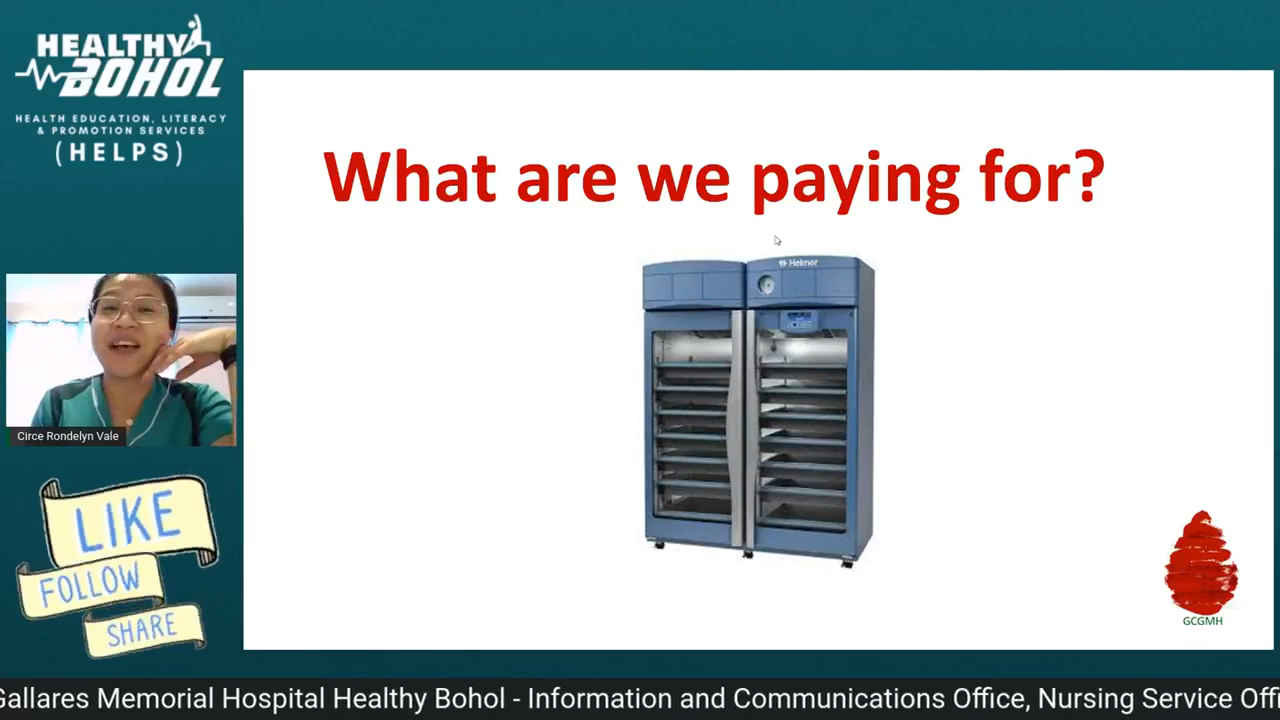 HEALTHY
BOHOL
HEALTH EDUCATION, LITERACY
& PROMOTION SERVICES
(HELPS)
What are we paying for?
Helmer
Circe Rondelyn Vale
LIKE
FOLLOW
SHARE
GCGMH
Gallares Memorial Hospital Healthy Bohol - Information and Communications Office, Nursing Service Offi